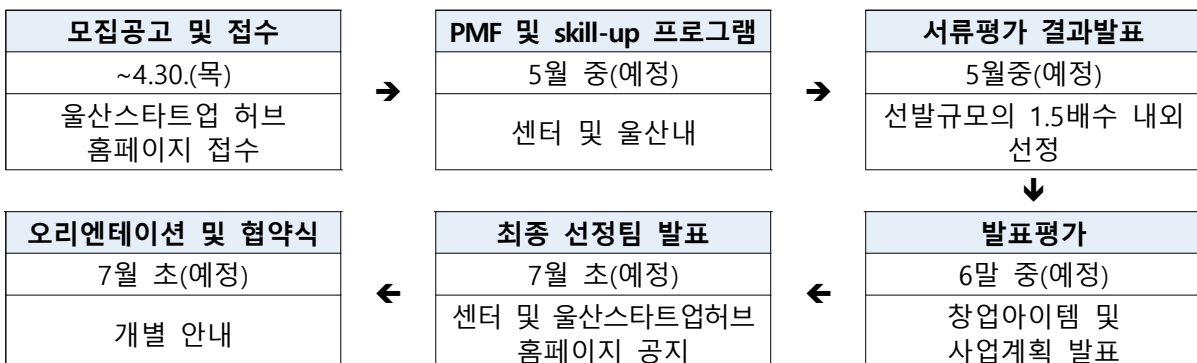 모집공고 및 접수
~4.30.(목)
울산스타트업 허브
홈페이지 접수
➔
PMF 및 skill-up 프로그램
5월 중(예정)
센터 및 울산내
➔
서류평가 결과발표
5월중(예정)
선발규모의 1.5배수 내외
선정
🡻
발표평가
6말 중(예정)
창업아이템 및
사업계획 발표
🡸
최종 선정팀 발표
7월 초(예정)
센터 및 울산스타트업허브
홈페이지 공지
🡸
오리엔테이션 및 협약식
7월 초(예정)
개별 안내